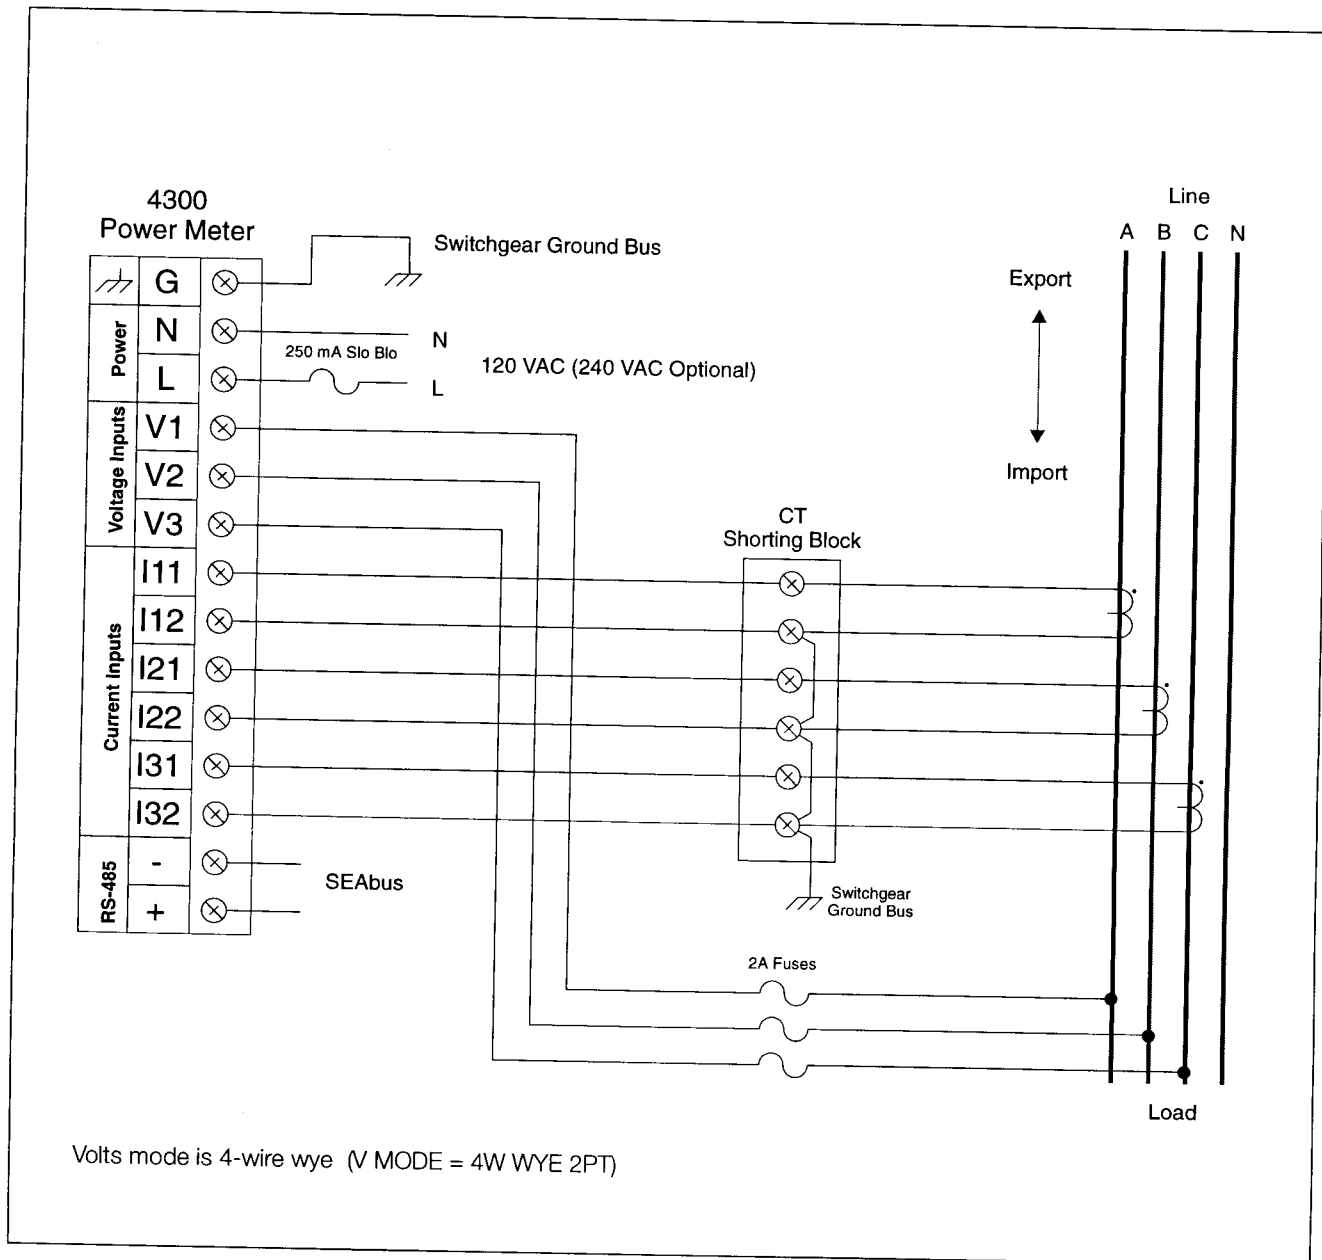 4300
Power Meter
Line
A B C N
Switchgear Ground Bus
Export
G
Power
N
N
250 mA Slo Blo
120 VAC (240 VAC Optional)
L
L
Voltage Inputs
V1
V2
V3
Import
CT
Shorting Block
Current Inputs
I11
I12
I21
I22
I31
I32
RS-485
-
+
SEAbus
Switchgear
Ground Bus
2A Fuses
Load
Volts mode is 4-wire wye (V MODE = 4W WYE 2PT)